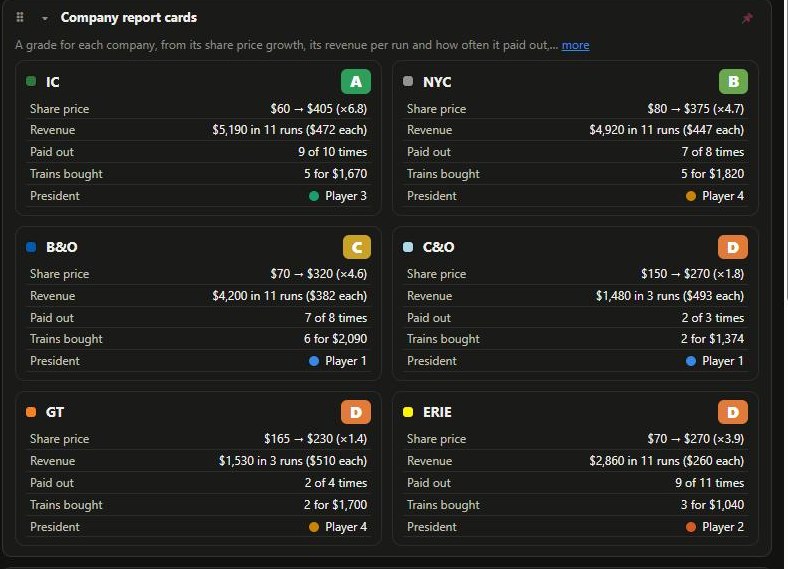 Company report cards
A grade for each company, from its share price growth, its revenue per run and how often it paid out,... more
IC A
Share price $60 → $405 (×6.8)
Revenue $5,190 in 11 runs ($472 each)
Paid out 9 of 10 times
Trains bought 5 for $1,670
President Player 3
NYC B
Share price $80 → $375 (×4.7)
Revenue $4,920 in 11 runs ($447 each)
Paid out 7 of 8 times
Trains bought 5 for $1,820
President Player 4
B&O C
Share price $70 → $320 (×4.6)
Revenue $4,200 in 11 runs ($382 each)
Paid out 7 of 8 times
Trains bought 6 for $2,090
President Player 1
C&O D
Share price $150 → $270 (×1.8)
Revenue $1,480 in 3 runs ($493 each)
Paid out 2 of 3 times
Trains bought 2 for $1,374
President Player 1
GT D
Share price $165 → $230 (×1.4)
Revenue $1,530 in 3 runs ($510 each)
Paid out 2 of 4 times
Trains bought 2 for $1,700
President Player 4
ERIE D
Share price $70 → $270 (×3.9)
Revenue $2,860 in 11 runs ($260 each)
Paid out 9 of 11 times
Trains bought 3 for $1,040
President Player 2